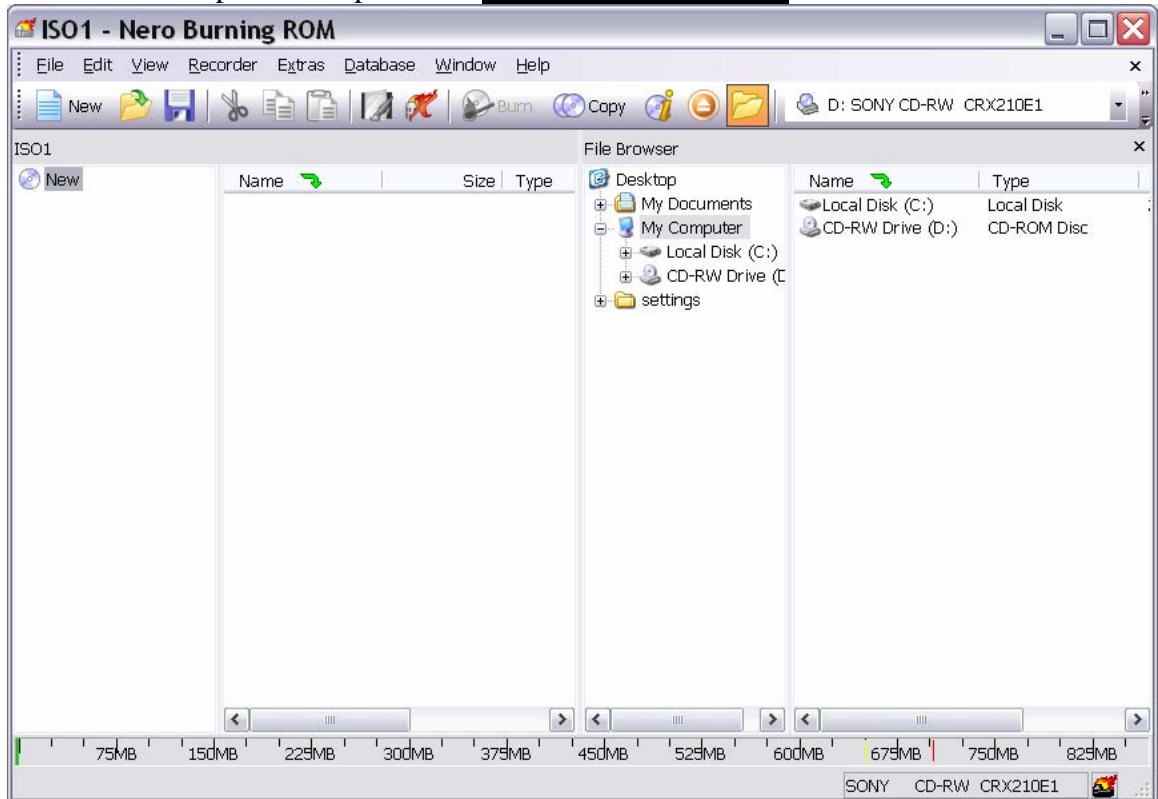 ISO1 - Nero Burning ROM
File Edit View Recorder Extras Database Window Help
New Burn Copy D: SONY CD-RW CRX210E1
ISO1 File Browser
New Name Size Type Desktop Name Type
My Documents Local Disk (C:) Local Disk
My Computer CD-RW Drive (D:) CD-ROM Disc
Local Disk (C:)
CD-RW Drive (D
settings
75MB 150MB 225MB 300MB 375MB 450MB 525MB 600MB 675MB 750MB 825MB
SONY CD-RW CRX210E1